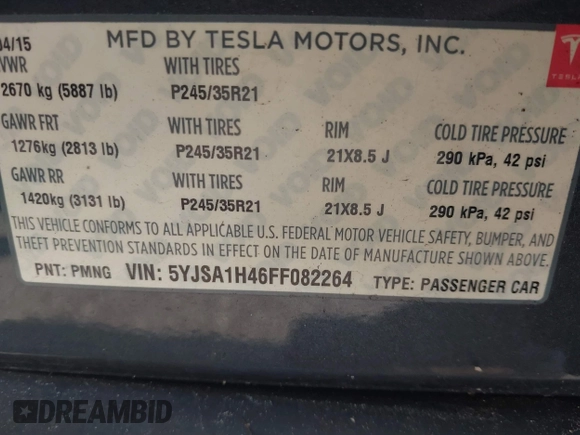 04/15 MFD BY TESLA MOTORS, INC.
VWR WITH TIRES TESLA
2670 kg (5887 lb) P245/35R21
GAWR FRT WITH TIRES RIM COLD TIRE PRESSURE
1276kg (2813 lb) P245/35R21 21X8.5 J 290 kPa, 42 psi
GAWR RR WITH TIRES RIM COLD TIRE PRESSURE
1420kg (3131 lb) P245/35R21 21X8.5 J 290 kPa, 42 psi
THIS VEHICLE CONFORMS TO ALL APPLICABLE U.S. FEDERAL MOTOR VEHICLE SAFETY, BUMPER, AND
THEFT PREVENTION STANDARDS IN EFFECT ON THE DATE OF MANUFACTURE SHOWN ABOVE.
PNT: PMNG VIN: 5YJSA1H46FF082264 TYPE: PASSENGER CAR
DREAMBID